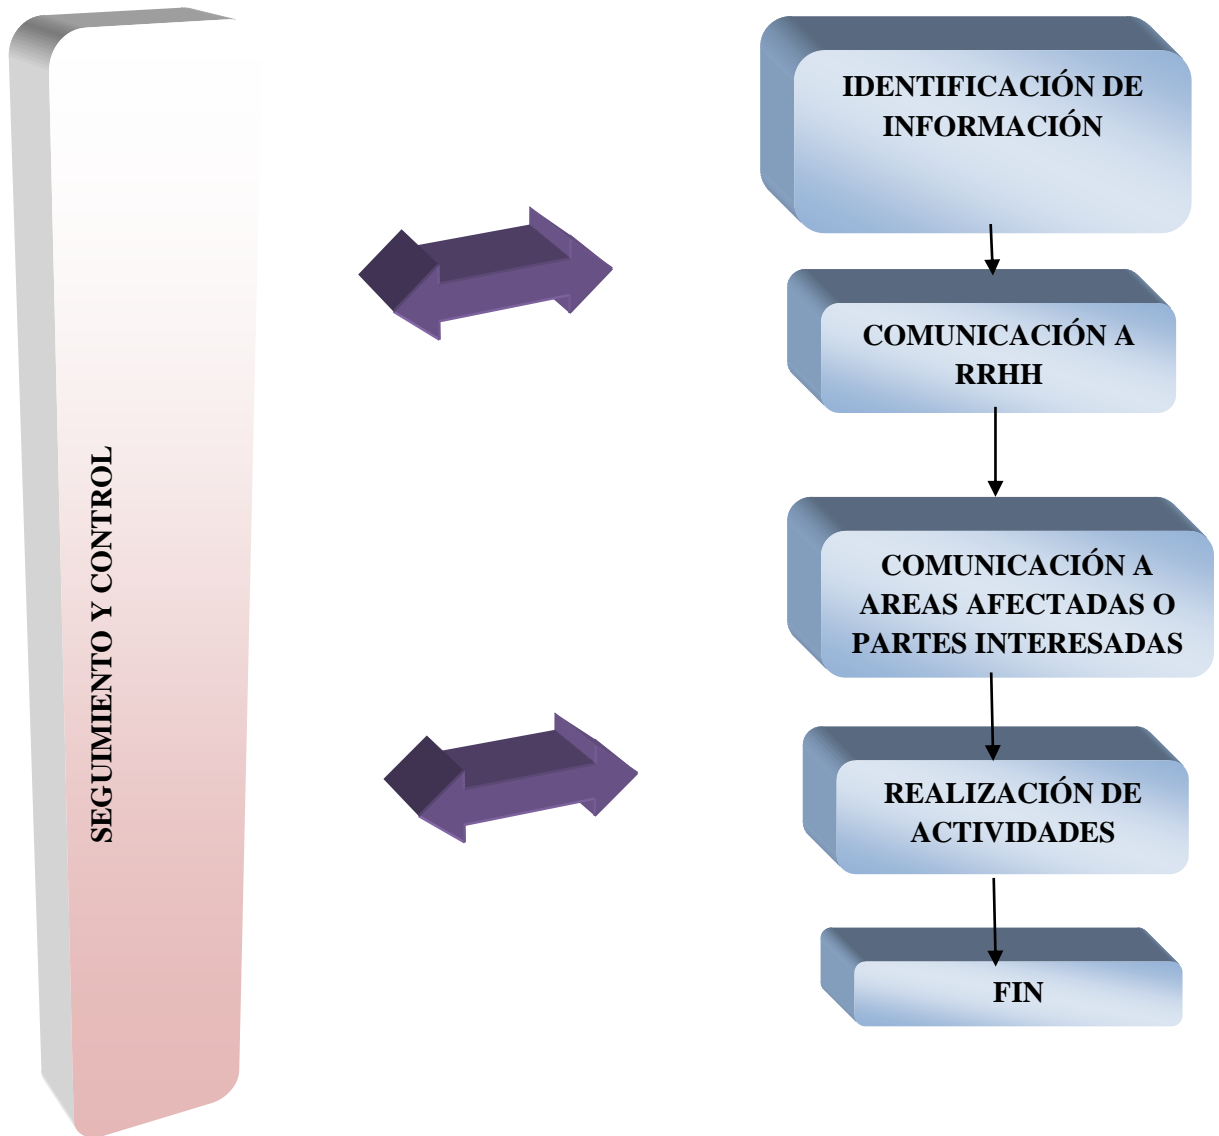 SEGUIMIENTO Y CONTROL
IDENTIFICACIÓN DE
INFORMACIÓN
COMUNICACIÓN A
RRHH
COMUNICACIÓN A
AREAS AFECTADAS O
PARTES INTERESADAS
REALIZACIÓN DE
ACTIVIDADES
FIN